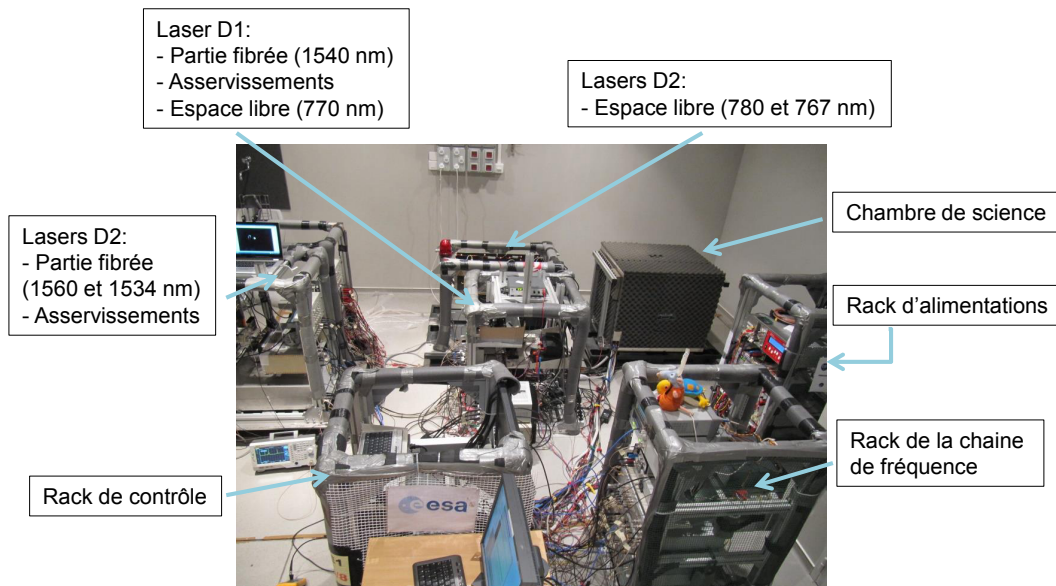 Laser D1:
- Partie fibrée (1540 nm)
- Asservissements
- Espace libre (770 nm)
Lasers D2:
- Espace libre (780 et 767 nm)
Chambre de science
Lasers D2:
- Partie fibrée
(1560 et 1534 nm)
- Asservissements
Rack d'alimentations
Rack de la chaine
de fréquence
Rack de contrôle
esa